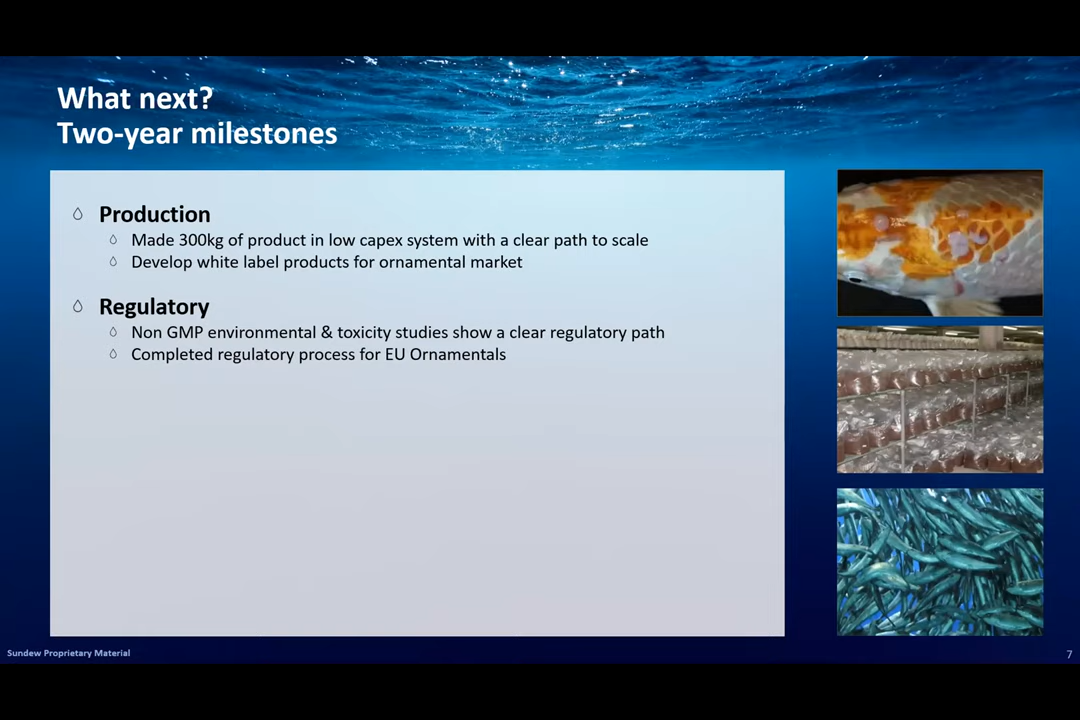 What next?
Two-year milestones
Production
Made 300kg of product in low capex system with a clear path to scale
Develop white label products for ornamental market
Regulatory
Non GMP environmental & toxicity studies show a clear regulatory path
Completed regulatory process for EU Ornamentals
Sundew Proprietary Material
7